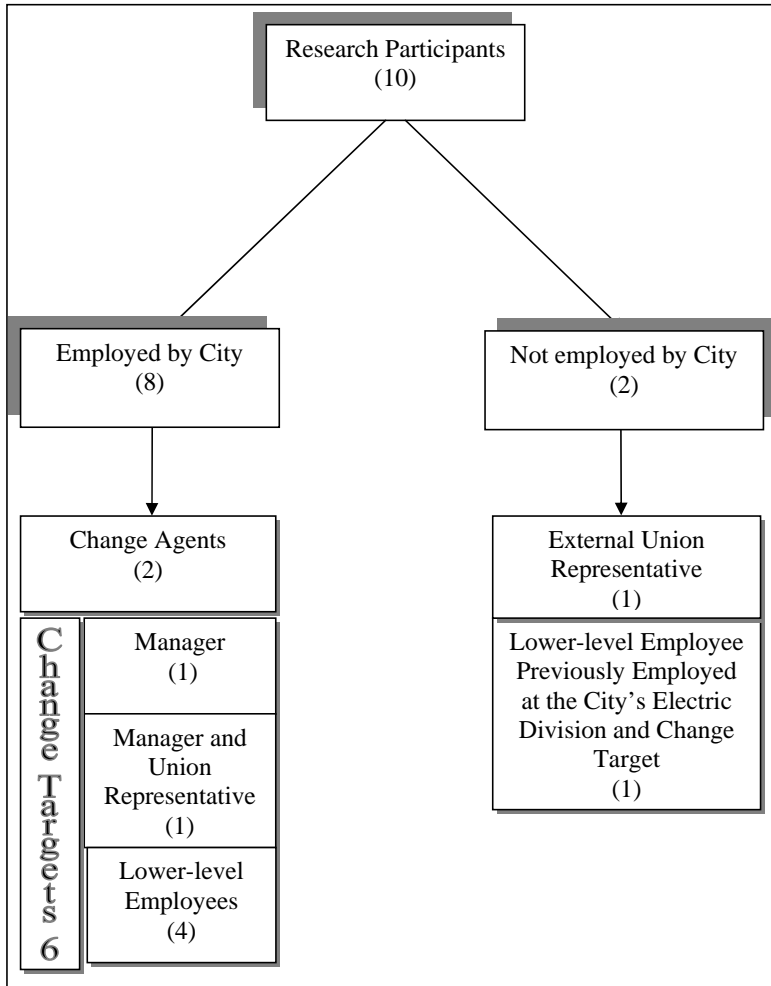 Research Participants
(10)
Employed by City
(8)
Not employed by City
(2)
Change Agents
(2)
Change Targets 6
Manager
(1)
Manager and
Union
Representative
(1)
Lower-level
Employees
(4)
External Union
Representative
(1)
Lower-level Employee
Previously Employed
at the City’s Electric
Division and Change
Target
(1)